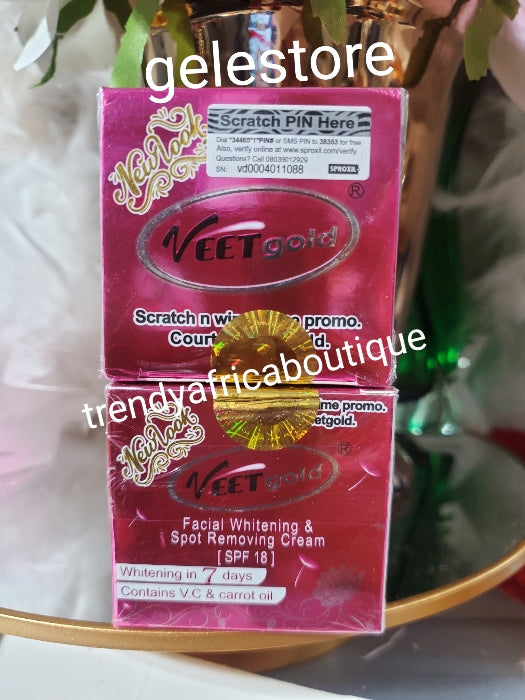 gelestore
New Look
Scratch PIN Here
Dial *34465*1*PIN# or SMS PIN to 38353 for free
Also, verify online at www.sproxil.com/verify
Questions? Call 08039012929
SN: vd0004011088 SPROXIL
VEET gold ®
Scratch n promo.
trendyafricaboutique
promo.
New Look
VEET gold ®
Facial Whitening &
Spot Removing Cream
[ SPF 18 ]
Whitening in 7 days
Contains V.C & carrot oil